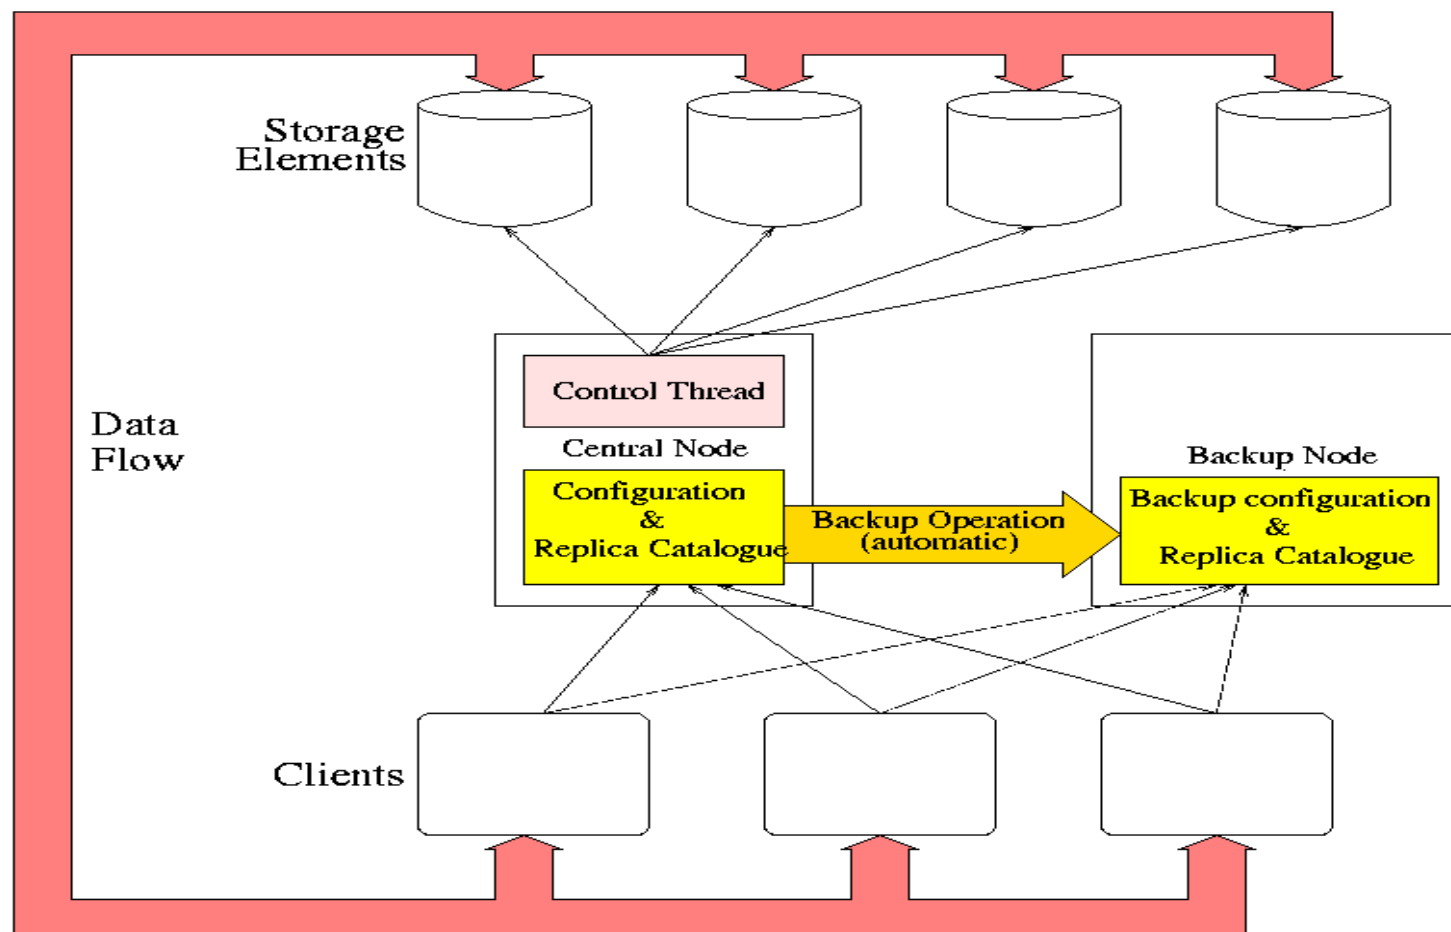 Storage
Elements
Data
Flow
Control Thread
Central Node
Configuration
&
Replica Catalogue
Backup Operation
(automatic)
Backup Node
Backup configuration
&
Replica Catalogue
Clients